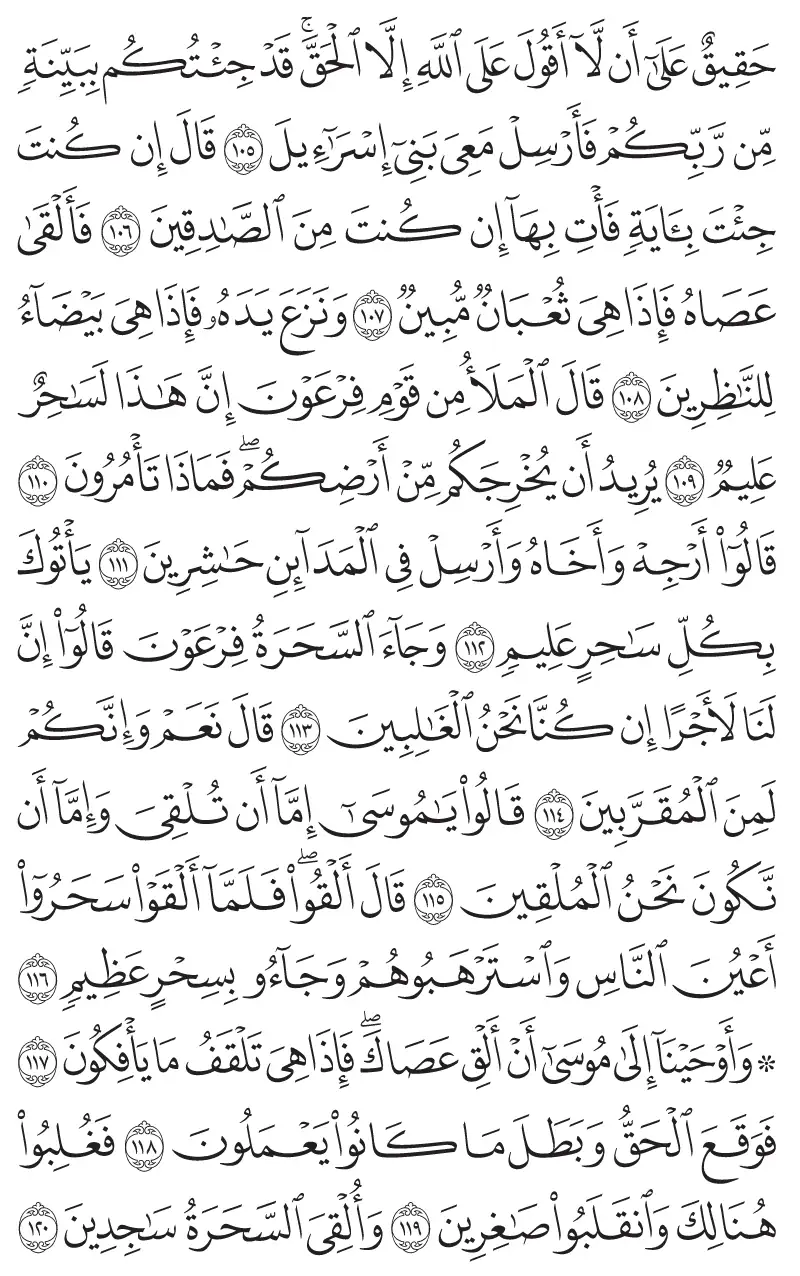 حَقِيقٌ عَلَىٰٓ أَن لَّآ أَقُولَ عَلَى ٱللَّهِ إِلَّا ٱلۡحَقَّۚ قَدۡ جِئۡتُكُم بِبَيِّنَةٖ
مِّن رَّبِّكُمۡ فَأَرۡسِلۡ مَعِيَ بَنِيٓ إِسۡرَٰٓءِيلَ ١٠٥ قَالَ إِن كُنتَ
جِئۡتَ بِـَٔايَةٖ فَأۡتِ بِهَآ إِن كُنتَ مِنَ ٱلصَّٰدِقِينَ ١٠٦ فَأَلۡقَىٰ
عَصَاهُ فَإِذَا هِيَ ثُعۡبَانٞ مُّبِينٞ ١٠٧ وَنَزَعَ يَدَهُۥ فَإِذَا هِيَ بَيۡضَآءُ
لِلنَّٰظِرِينَ ١٠٨ قَالَ ٱلۡمَلَأُ مِن قَوۡمِ فِرۡعَوۡنَ إِنَّ هَٰذَا لَسَٰحِرٌ
عَلِيمٞ ١٠٩ يُرِيدُ أَن يُخۡرِجَكُم مِّنۡ أَرۡضِكُمۡۖ فَمَاذَا تَأۡمُرُونَ ١١٠
قَالُوٓاْ أَرۡجِهۡ وَأَخَاهُ وَأَرۡسِلۡ فِي ٱلۡمَدَآئِنِ حَٰشِرِينَ ١١١ يَأۡتُوكَ
بِكُلِّ سَٰحِرٍ عَلِيمٖ ١١٢ وَجَآءَ ٱلسَّحَرَةُ فِرۡعَوۡنَ قَالُوٓاْ إِنَّ
لَنَا لَأَجۡرًا إِن كُنَّا نَحۡنُ ٱلۡغَٰلِبِينَ ١١٣ قَالَ نَعَمۡ وَإِنَّكُمۡ
لَمِنَ ٱلۡمُقَرَّبِينَ ١١٤ قَالُواْ يَٰمُوسَىٰٓ إِمَّآ أَن تُلۡقِيَ وَإِمَّآ أَن
نَّكُونَ نَحۡنُ ٱلۡمُلۡقِينَ ١١٥ قَالَ أَلۡقُواْۖ فَلَمَّآ أَلۡقَوۡاْ سَحَرُوٓاْ
أَعۡيُنَ ٱلنَّاسِ وَٱسۡتَرۡهَبُوهُمۡ وَجَآءُو بِسِحۡرٍ عَظِيمٖ ١١٦
۞ وَأَوۡحَيۡنَآ إِلَىٰ مُوسَىٰٓ أَنۡ أَلۡقِ عَصَاكَۖ فَإِذَا هِيَ تَلۡقَفُ مَا يَأۡفِكُونَ ١١٧
فَوَقَعَ ٱلۡحَقُّ وَبَطَلَ مَا كَانُواْ يَعۡمَلُونَ ١١٨ فَغُلِبُواْ
هُنَالِكَ وَٱنقَلَبُواْ صَٰغِرِينَ ١١٩ وَأُلۡقِيَ ٱلسَّحَرَةُ سَٰجِدِينَ ١٢٠